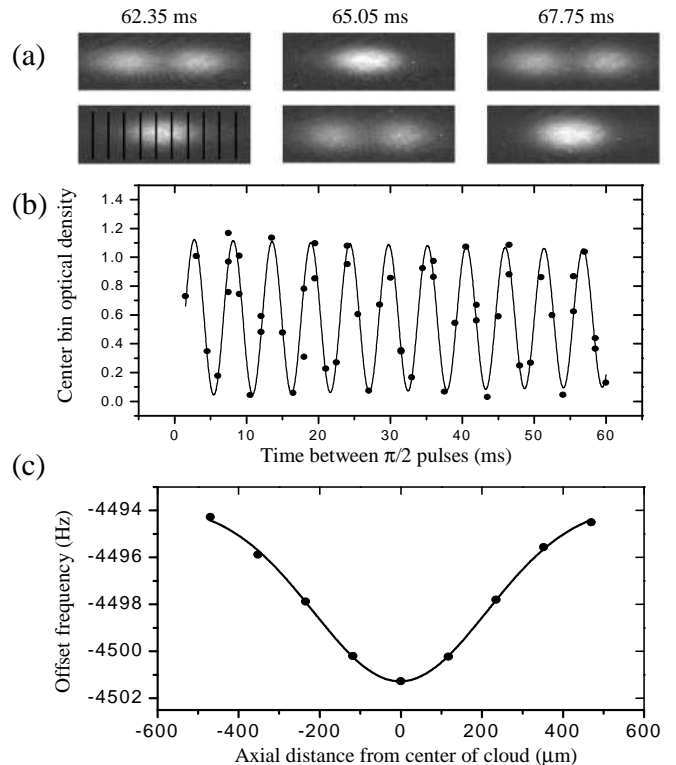 62.35 ms 65.05 ms 67.75 ms
(a)
(b)
Center bin optical density
1.4
1.2
1.0
0.8
0.6
0.4
0.2
0.0
0 10 20 30 40 50 60
Time between π/2 pulses (ms)
(c)
Offset frequency (Hz)
-4494
-4496
-4498
-4500
-4502
-600 -400 -200 0 200 400 600
Axial distance from center of cloud (μm)